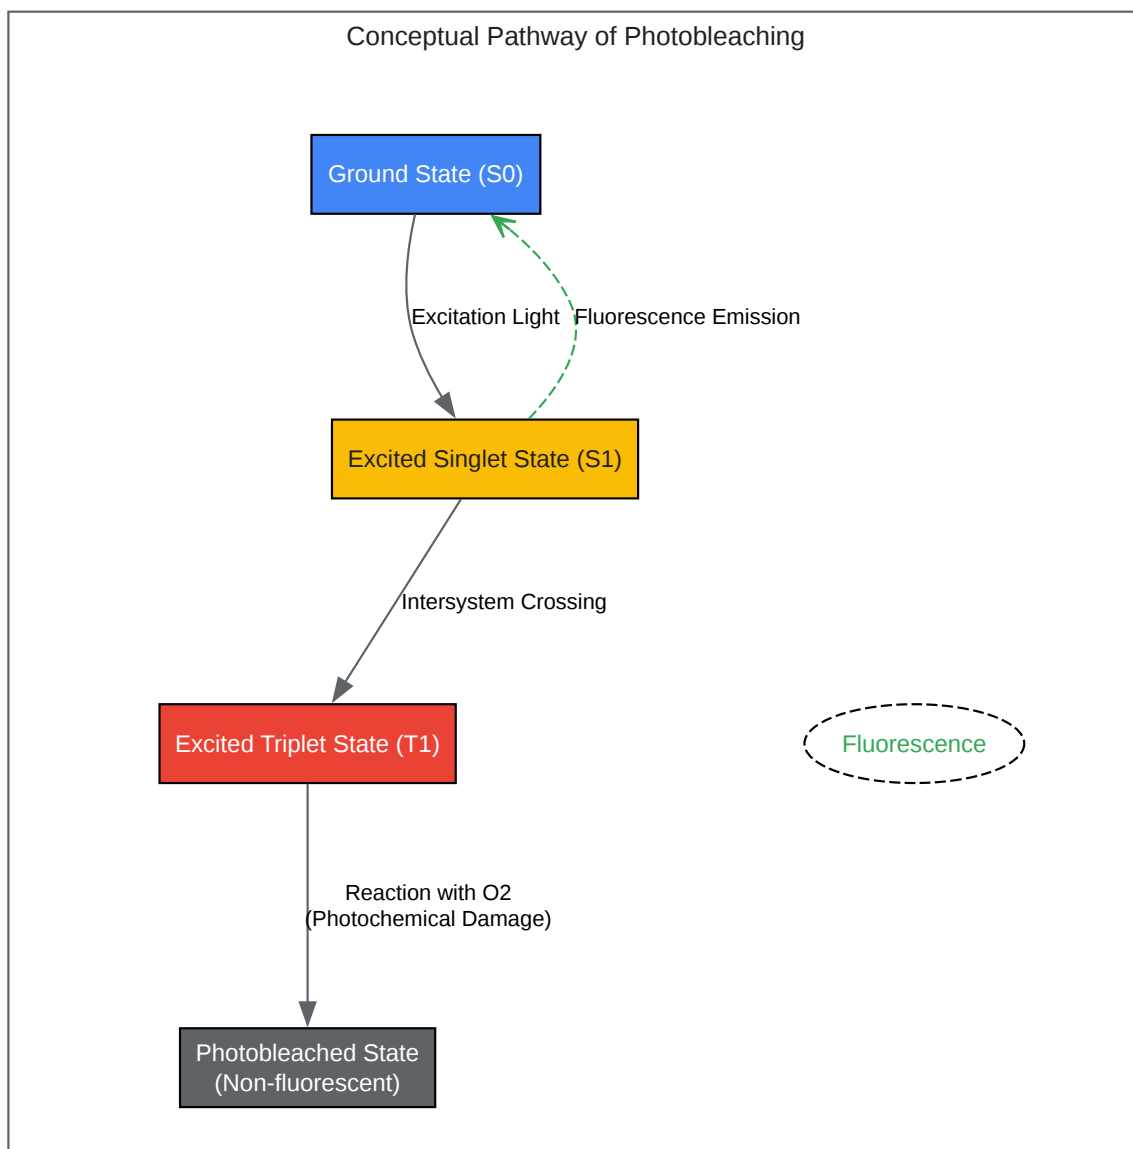 Conceptual Pathway of Photobleaching
Ground State (S0)
Excitation Light
Fluorescence Emission
Excited Singlet State (S1)
Intersystem Crossing
Excited Triplet State (T1)
Fluorescence
Reaction with O2
(Photochemical Damage)
Photobleached State
(Non-fluorescent)